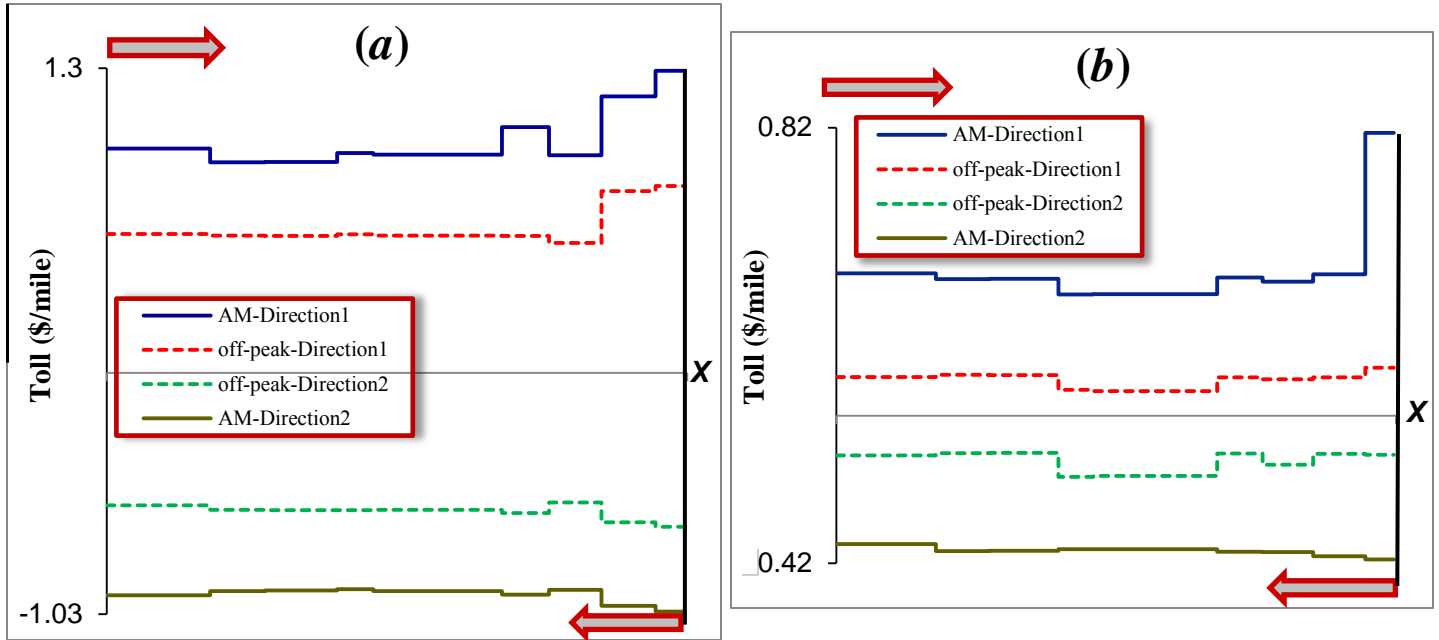 (a)
1.3
Toll ($/mile)
AM-Direction1
off-peak-Direction1
off-peak-Direction2
AM-Direction2
X
-1.03
(b)
0.82
AM-Direction1
off-peak-Direction1
off-peak-Direction2
AM-Direction2
Toll ($/mile)
X
0.42